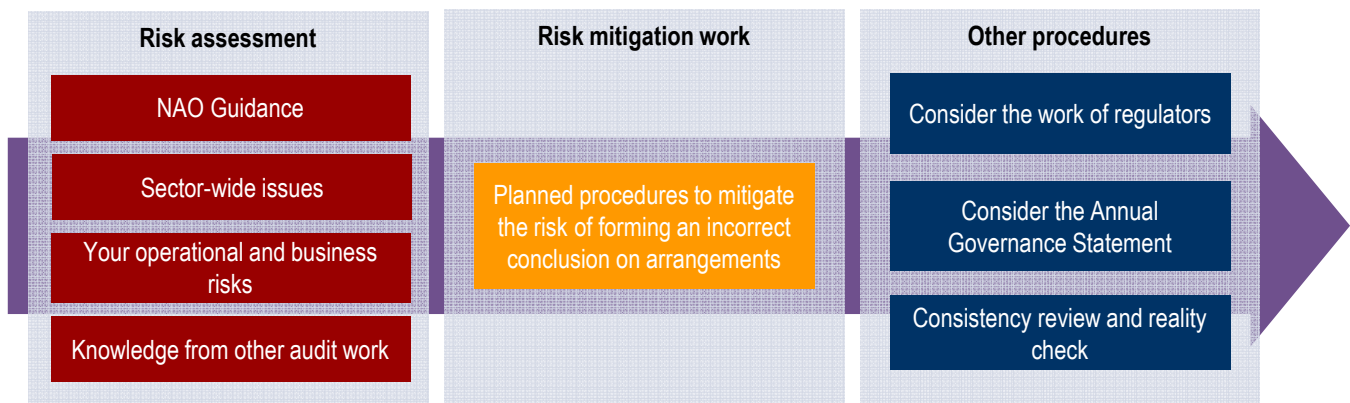 Risk assessment
NAO Guidance
Sector-wide issues
Your operational and business
risks
Knowledge from other audit work
Risk mitigation work
Planned procedures to mitigate
the risk of forming an incorrect
conclusion on arrangements
Other procedures
Consider the work of regulators
Consider the Annual
Governance Statement
Consistency review and reality
check